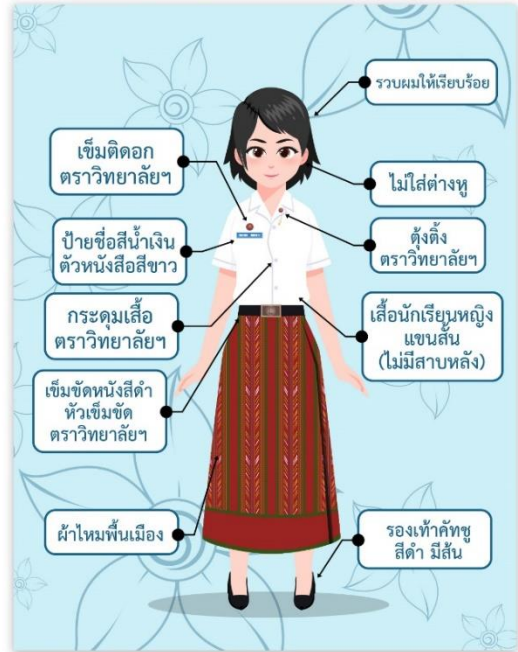 รวบผมให้เรียบร้อย
เข็มติดอก
ตราวิทยาลัยฯ
ไม่ใส่ต่างหู
ป้ายชื่อสีน้ำเงิน
ตัวหนังสือสีขาว
ตุ้งติ้ง
ตราวิทยาลัยฯ
กระดุมเสื้อ
ตราวิทยาลัยฯ
เสื้อนักเรียนหญิง
แขนสั้น
(ไม่มีสาบหลัง)
เข็มขัดหนังสีดำ
หัวเข็มขัด
ตราวิทยาลัยฯ
ผ้าไหมพื้นเมือง
รองเท้าคัทชู
สีดำ มีส้น